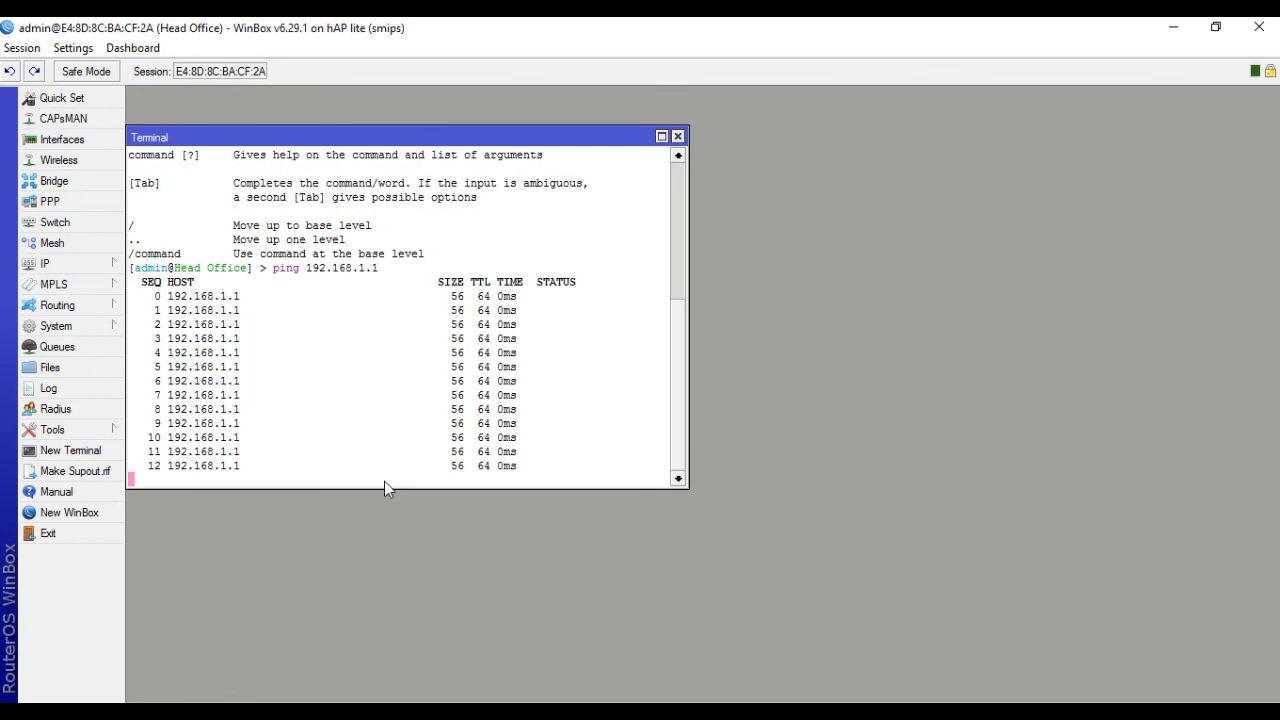 admin@E4:8D:8C:BA:CF:2A (Head Office) - WinBox v6.29.1 on hAP lite (smips)
Session Settings Dashboard
Safe Mode Session: E4:8D:8C:BA:CF:2A
Quick Set
CAPsMAN
Interfaces
Wireless
Bridge
PPP
Switch
Mesh
IP
MPLS
Routing
System
Queues
Files
Log
Radius
Tools
New Terminal
Make Supout.rif
Manual
New WinBox
Exit
RouterOS WinBox
Terminal
command [?] Gives help on the command and list of arguments
[Tab] Completes the command/word. If the input is ambiguous,
a second [Tab] gives possible options
/ Move up to base level
.. Move up one level
/command Use command at the base level
[admin@Head Office] > ping 192.168.1.1
SEQ HOST SIZE TTL TIME STATUS
0 192.168.1.1 56 64 0ms
1 192.168.1.1 56 64 0ms
2 192.168.1.1 56 64 0ms
3 192.168.1.1 56 64 0ms
4 192.168.1.1 56 64 0ms
5 192.168.1.1 56 64 0ms
6 192.168.1.1 56 64 0ms
7 192.168.1.1 56 64 0ms
8 192.168.1.1 56 64 0ms
9 192.168.1.1 56 64 0ms
10 192.168.1.1 56 64 0ms
11 192.168.1.1 56 64 0ms
12 192.168.1.1 56 64 0ms